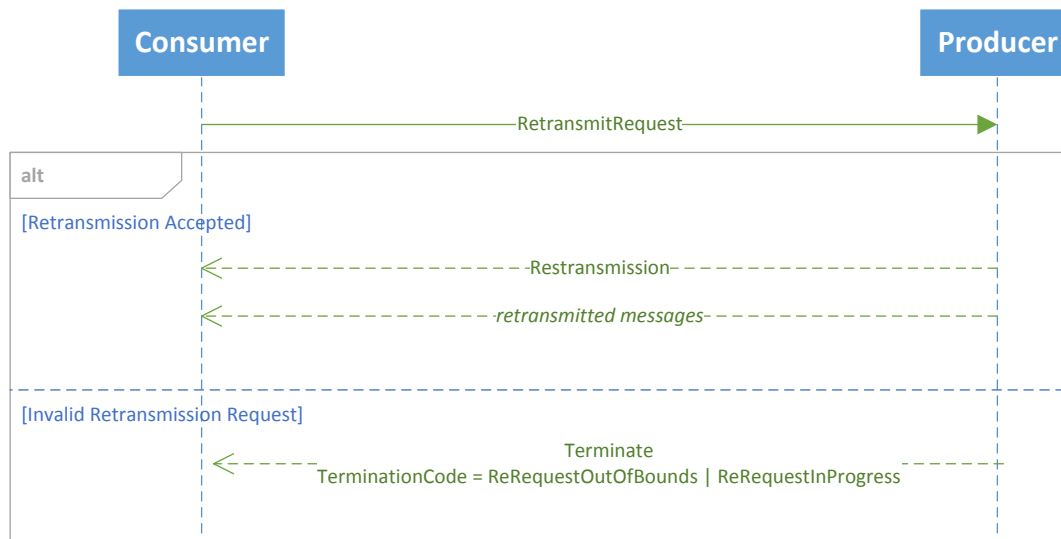 Consumer
Producer
RetransmitRequest
alt
[Retransmission Accepted]
Restransmission
retransmitted messages
[Invalid Retransmission Request]
Terminate
TerminationCode = ReRequestOutOfBounds | ReRequestInProgress